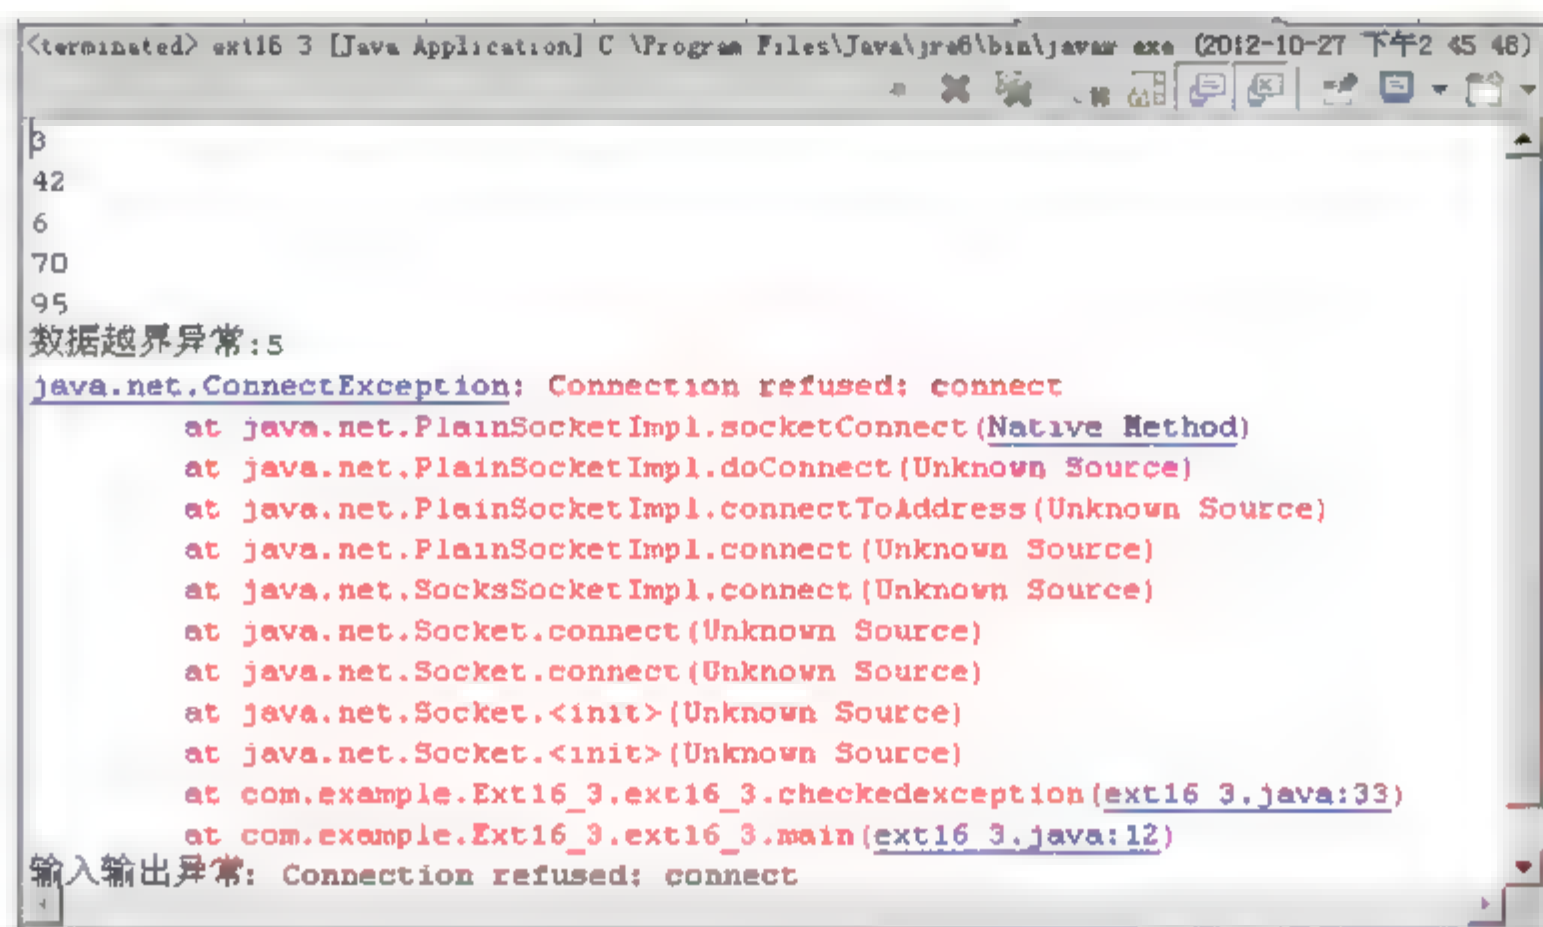 <terminated> ext16 3 [Java Application] C \Program Files\Java\jre6\bin\javaw exe (2012-10-27 下午2 45 48)
3
42
6
70
95
数据越界异常:5
java.net.ConnectException: Connection refused: connect
at java.net.PlainSocketImpl.socketConnect(Native Method)
at java.net.PlainSocketImpl.doConnect(Unknown Source)
at java.net.PlainSocketImpl.connectToAddress(Unknown Source)
at java.net.PlainSocketImpl.connect(Unknown Source)
at java.net.SocksSocketImpl.connect(Unknown Source)
at java.net.Socket.connect(Unknown Source)
at java.net.Socket.connect(Unknown Source)
at java.net.Socket.<init>(Unknown Source)
at java.net.Socket.<init>(Unknown Source)
at com.example.Ext16_3.ext16_3.checkedexception(ext16 3.java:33)
at com.example.Ext16_3.ext16_3.main(ext16 3.java:12)
输入输出异常: Connection refused: connect